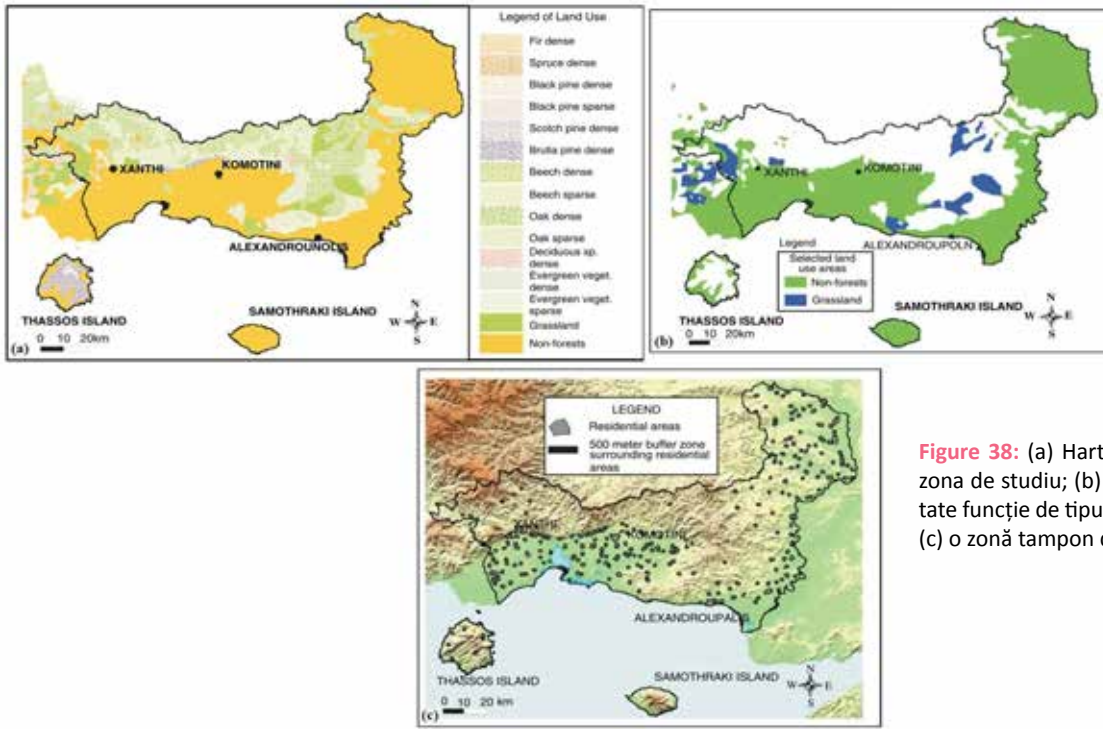 Legend of Land Use
Fir dense
Spruce dense
Black pine dense
Black pine sparse
Scotch pine dense
Brutia pine dense
Beech dense
Beech sparse
Oak dense
Oak sparse
Deciduous sp.
dense
Evergreen veget.
dense
Evergreen veget.
sparse
Grassland
Non-forests
XANTHI
KOMOTINI
ALEXANDROUNOLIS
THASSOS ISLAND
SAMOTHRAKI ISLAND
N
W E
S
0 10 20km
(a)
XANTHI
KOMOTINI
ALEXANDROUPOLN
Legend
Selected land
use areas
Non-forests
Grassland
SAMOTHRAKI ISLAND
THASSOS ISLAND
0 10 20km
N
W E
S
(b)
LEGEND
Residential areas
500 meter buffer zone
surrounding residential
areas
XANTHI
KOMOTINI
ALEXANDROUPALIS
THASSOS ISLAND
SAMOTHRAKI ISLAND
0 10 20 km
N
W E
S
(c)
Figure 38: (a) Hart
zona de studiu; (b)
tate funcție de tipu
(c) o zonă tampon